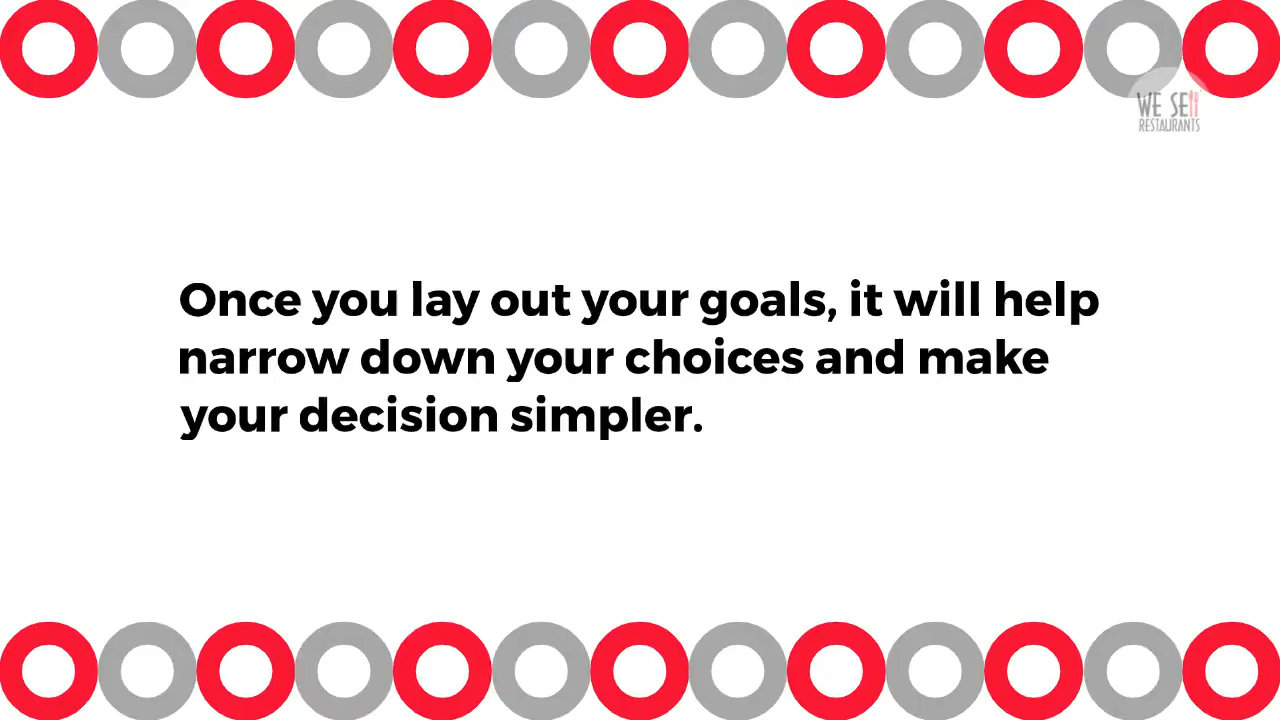 WE SELL
RESTAURANTS
Once you lay out your goals, it will help
narrow down your choices and make
your decision simpler.